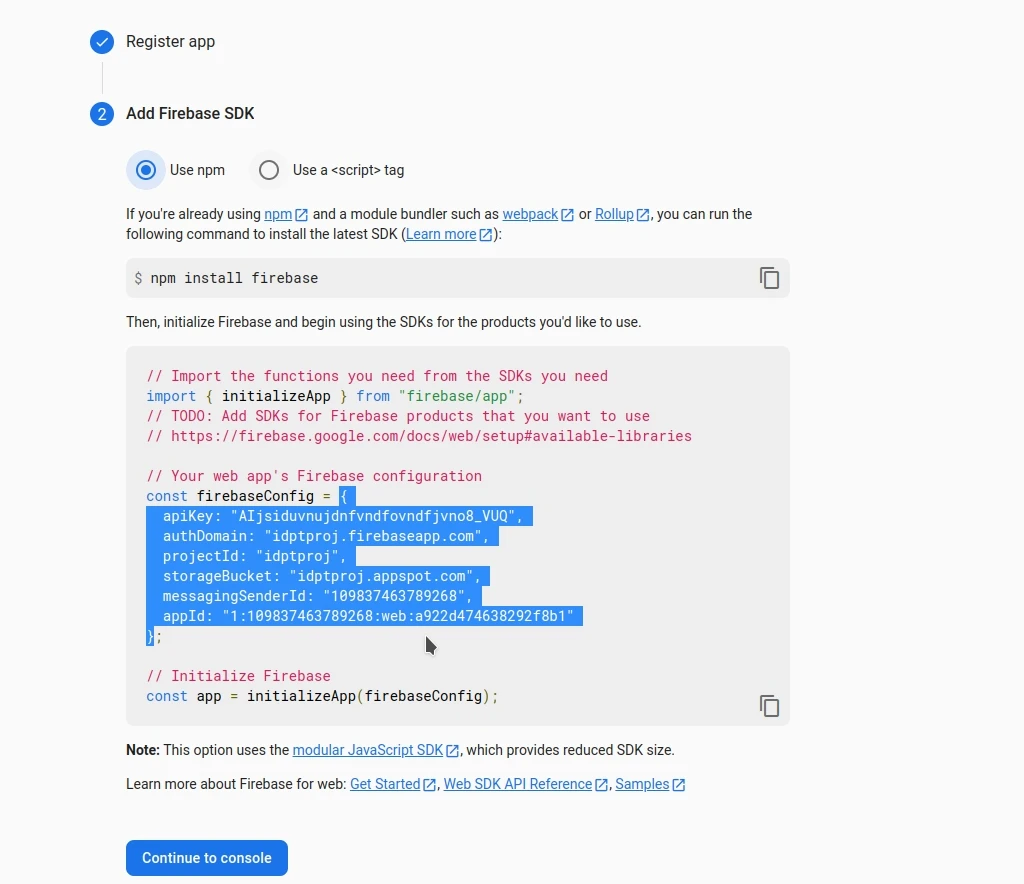 Register app
2 Add Firebase SDK
Use npm Use a <script> tag
If you're already using npm and a module bundler such as webpack or Rollup, you can run the
following command to install the latest SDK (Learn more):
$ npm install firebase
Then, initialize Firebase and begin using the SDKs for the products you'd like to use.
// Import the functions you need from the SDKs you need
import { initializeApp } from "firebase/app";
// TODO: Add SDKs for Firebase products that you want to use
// https://firebase.google.com/docs/web/setup#available-libraries
// Your web app's Firebase configuration
const firebaseConfig = {
apiKey: "AIjsiduvnujdnfvndfovndfjvno8_VUQ",
authDomain: "idptproj.firebaseapp.com",
projectId: "idptproj",
storageBucket: "idptproj.appspot.com",
messagingSenderId: "109837463789268",
appId: "1:109837463789268:web:a922d474638292f8b1"
};
// Initialize Firebase
const app = initializeApp(firebaseConfig);
Note: This option uses the modular JavaScript SDK, which provides reduced SDK size.
Learn more about Firebase for web: Get Started, Web SDK API Reference, Samples
Continue to console